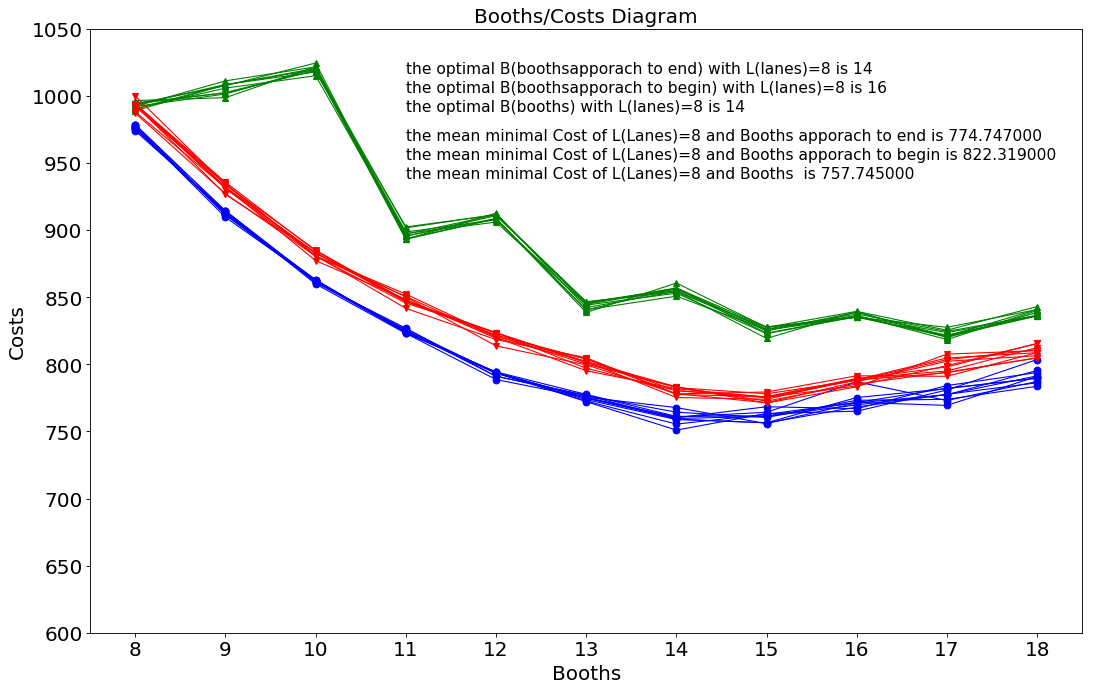 Booths/Costs Diagram
1050
1000
950
900
850
800
750
700
650
600
Costs
the optimal B(boothsapporach to end) with L(lanes)=8 is 14
the optimal B(boothsapporach to begin) with L(lanes)=8 is 16
the optimal B(booths) with L(lanes)=8 is 14
the mean minimal Cost of L(Lanes)=8 and Booths apporach to end is 774.747000
the mean minimal Cost of L(Lanes)=8 and Booths apporach to begin is 822.319000
the mean minimal Cost of L(Lanes)=8 and Booths  is 757.745000
8 9 10 11 12 13 14 15 16 17 18
Booths